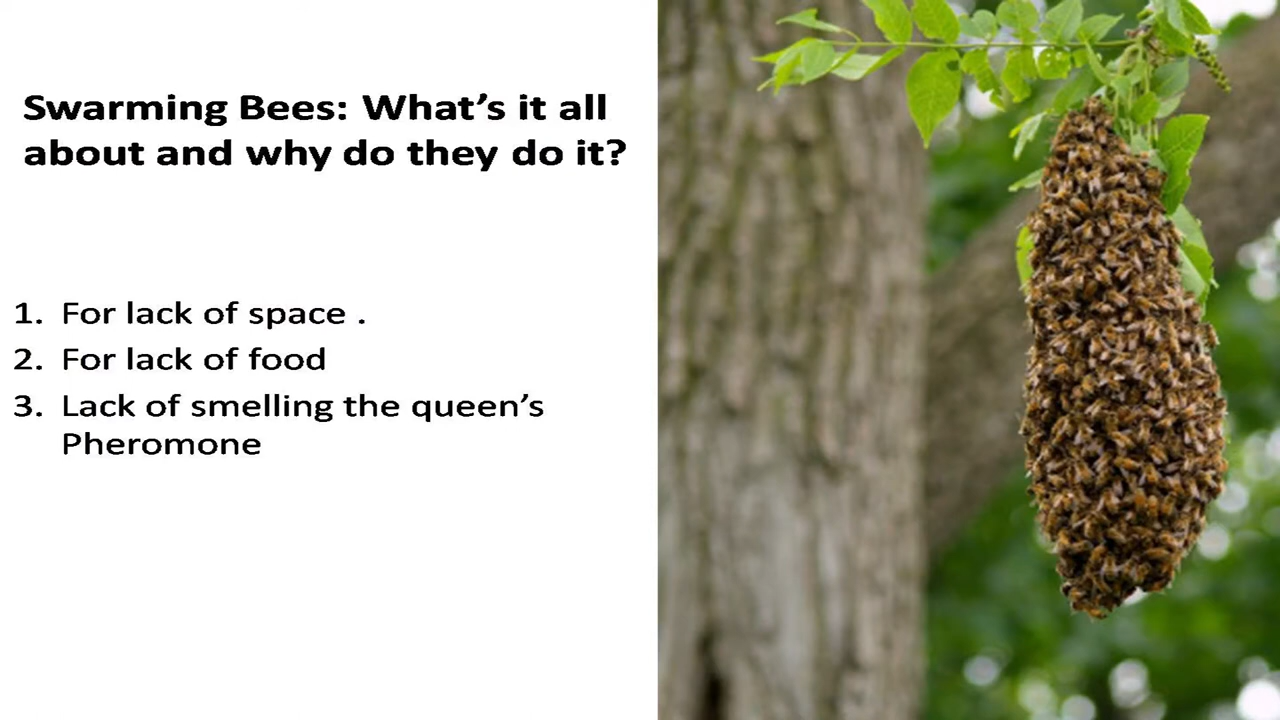 Swarming Bees: What's it all
about and why do they do it?
1. For lack of space .
2. For lack of food
3. Lack of smelling the queen's
Pheromone